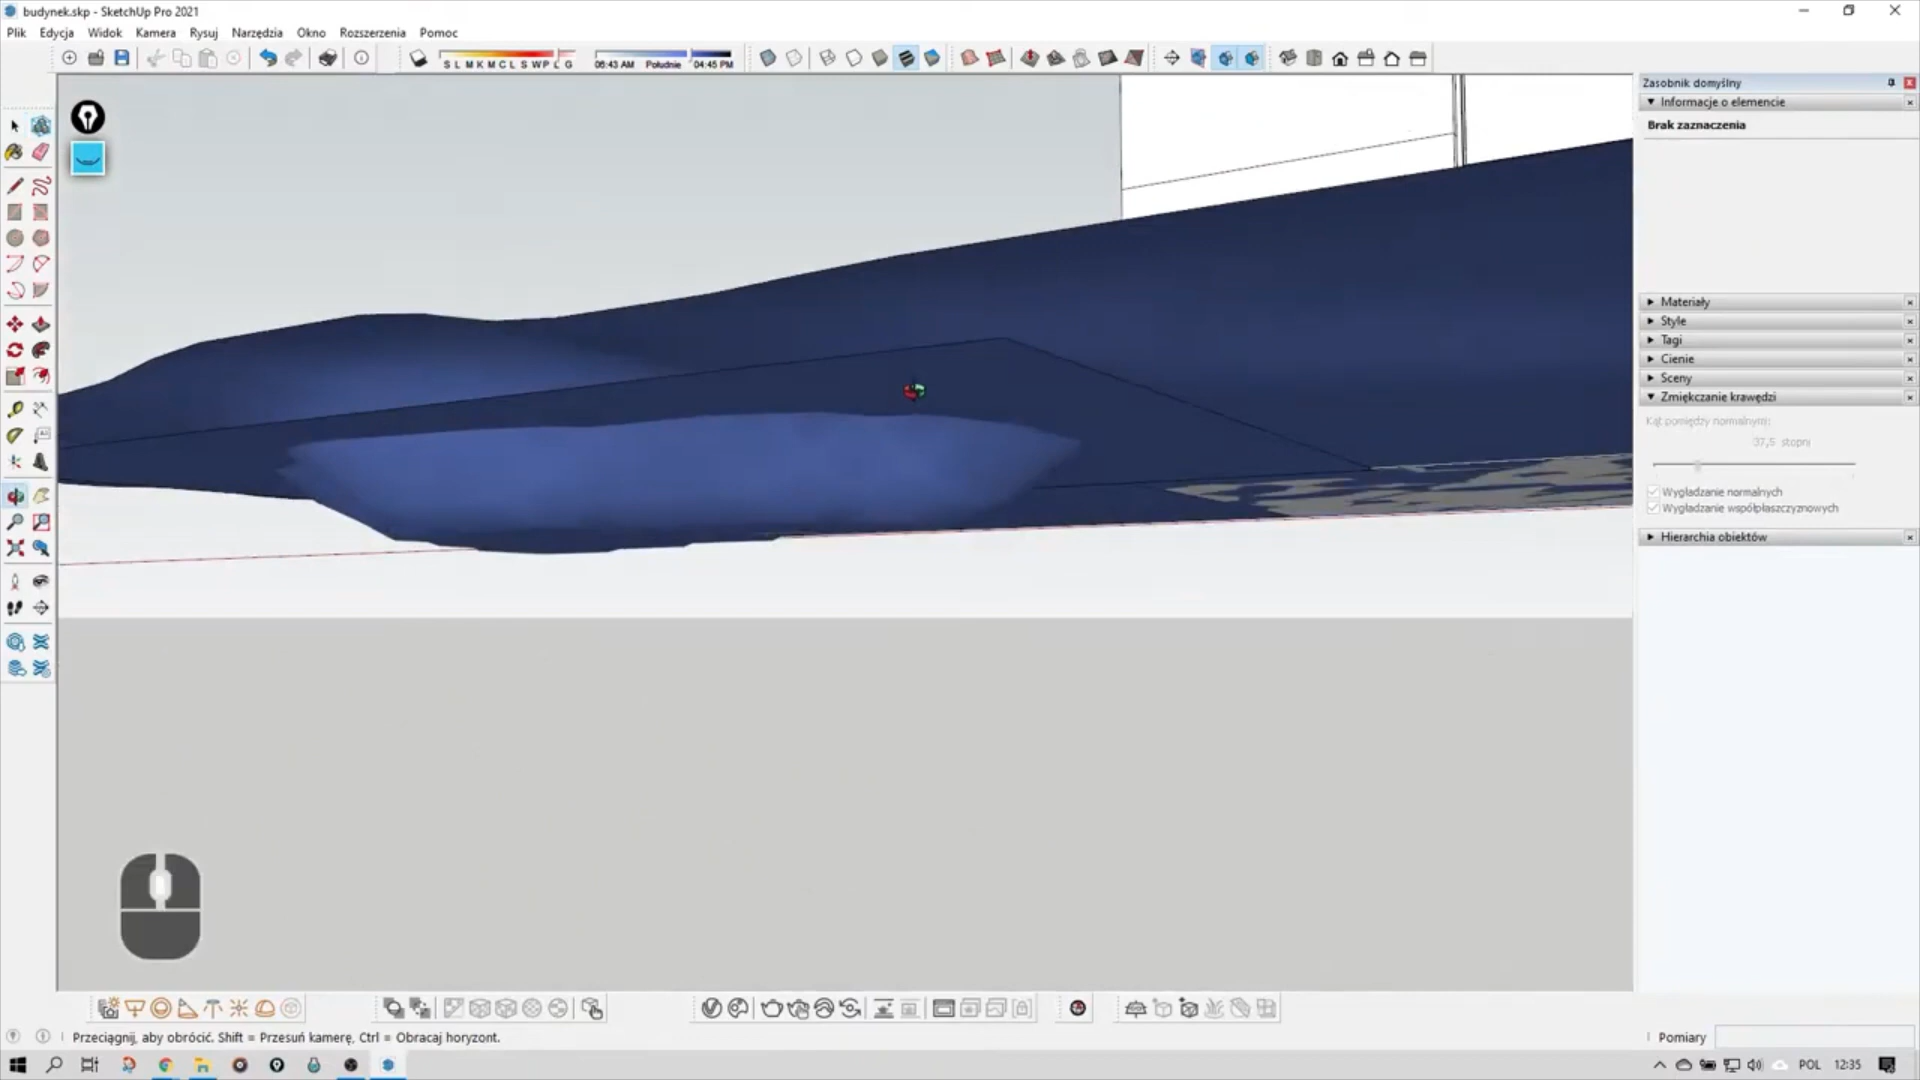 budynek.skp - SketchUp Pro 2021
Plik Edycja Widok Kamera Rysuj Narzędzia Okno Rozszerzenia Pomoc
06:43 AM Południe 04:45 PM
Zasobnik domyślny
Informacje o elemencie
Brak zaznaczenia
Materiały
Style
Tagi
Cienie
Sceny
Zmiękczanie krawędzi
Kąt pomiędzy normalnymi:
37,5 stopni
Wygładzanie normalnych
Wygładzanie współpłaszczyznowych
Hierarchia obiektów
Przeciągnij, aby obrócić. Shift = Przesuń kamerę, Ctrl = Obracaj horyzont.
Pomiary
POL 12:35